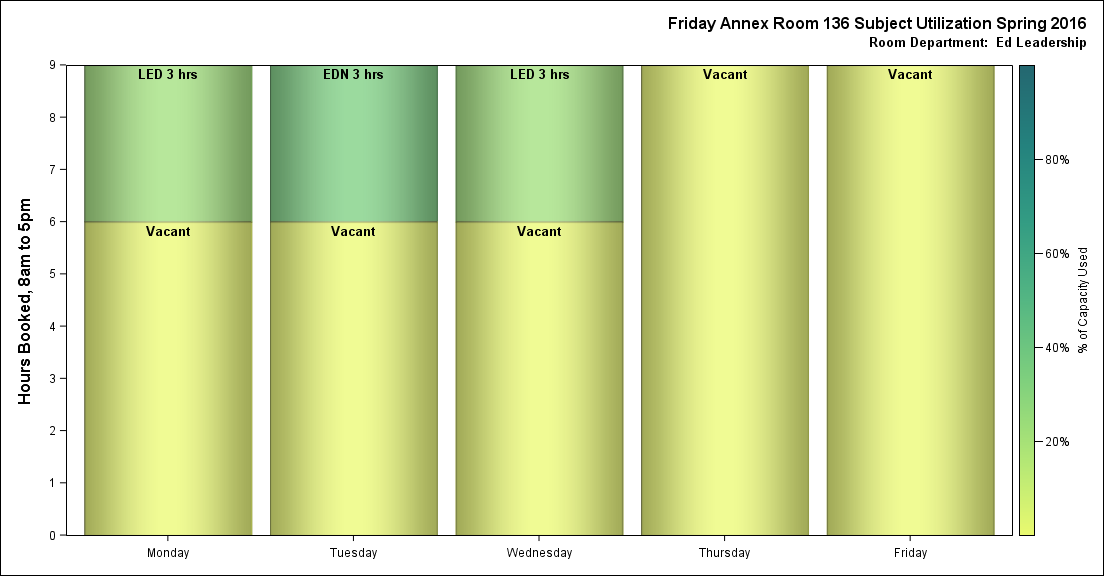 Friday Annex Room 136 Subject Utilization Spring 2016
Room Department:  Ed Leadership
Hours Booked, 8am to 5pm
9
8
7
6
5
4
3
2
1
0
LED 3 hrs
EDN 3 hrs
LED 3 hrs
Vacant
Vacant
Vacant
Vacant
Vacant
Monday
Tuesday
Wednesday
Thursday
Friday
80%
60%
40%
20%
% of Capacity Used